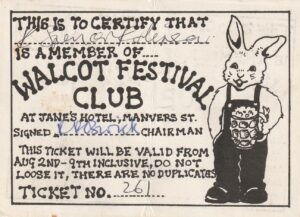 THIS IS TO CERTIFY THAT
IS A MEMBER OF....
WALCOT FESTIVAL
CLUB
AT JANE'S HOTEL, MANVERS ST.
SIGNED CHAIRMAN
THIS TICKET WILL BE VALID FROM
AUG 2ND-9TH INCLUSIVE, DO NOT
LOOSE IT, THERE ARE NO DUPLICATES
TICKET NO. 261